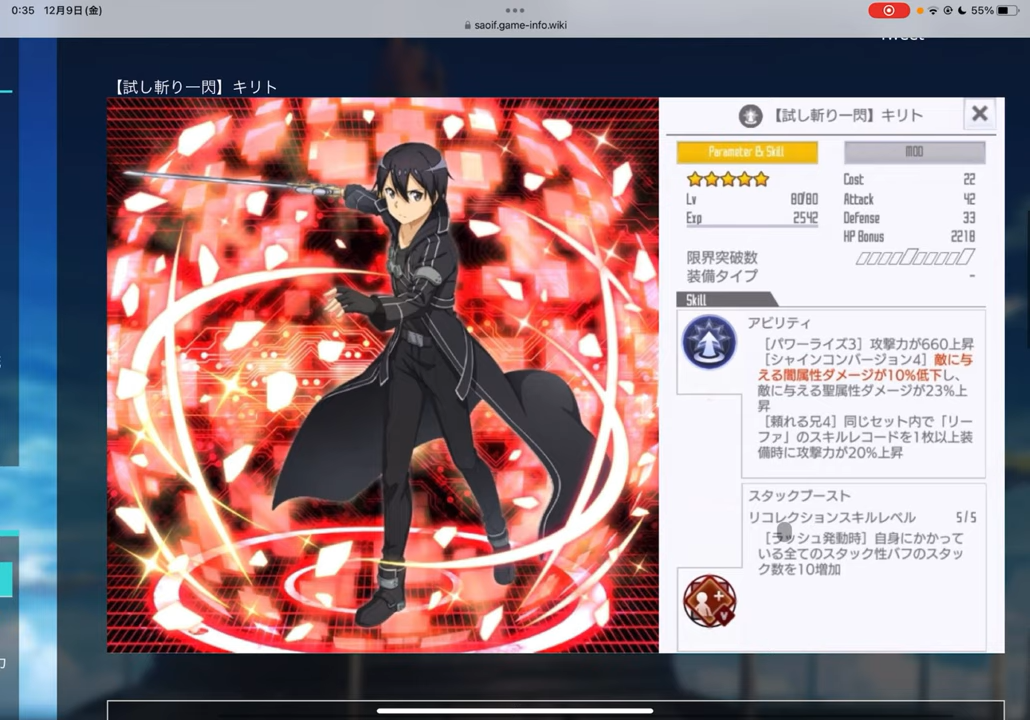 0:35 12月9日(金)
saoif.game-info.wiki
55%
Tweet
【試し斬り一閃】キリト
【試し斬り一閃】キリト
Parameter & Skill
MOD
Lv 80/80
Exp 2542
Cost 22
Attack 42
Defense 33
HP Bonus 2218
限界突破数
装備タイプ -
Skill
アビリティ
［パワーライズ3］攻撃力が660上昇
［シャインコンバージョン4］敵に与
える闇属性ダメージが10%低下し、
敵に与える聖属性ダメージが23%上
昇
［頼れる兄4］同じセット内で「リー
ファ」のスキルレコードを1枚以上装
備時に攻撃力が20%上昇
スタックブースト
リコレクションスキルレベル 5/5
［ラッシュ発動時］自身にかかって
いる全てのスタック性バフのスタッ
ク数を10増加